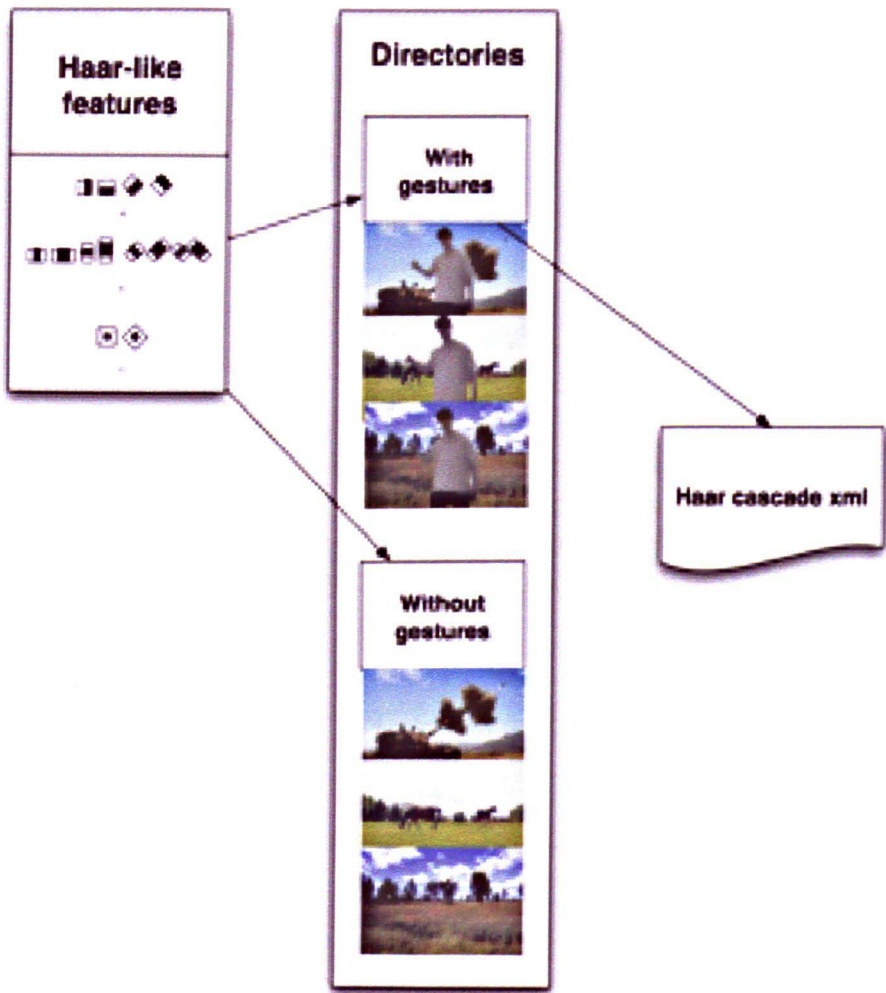 Haar-like
features
Directories
With
gestures
Haar cascade xml
Without
gestures